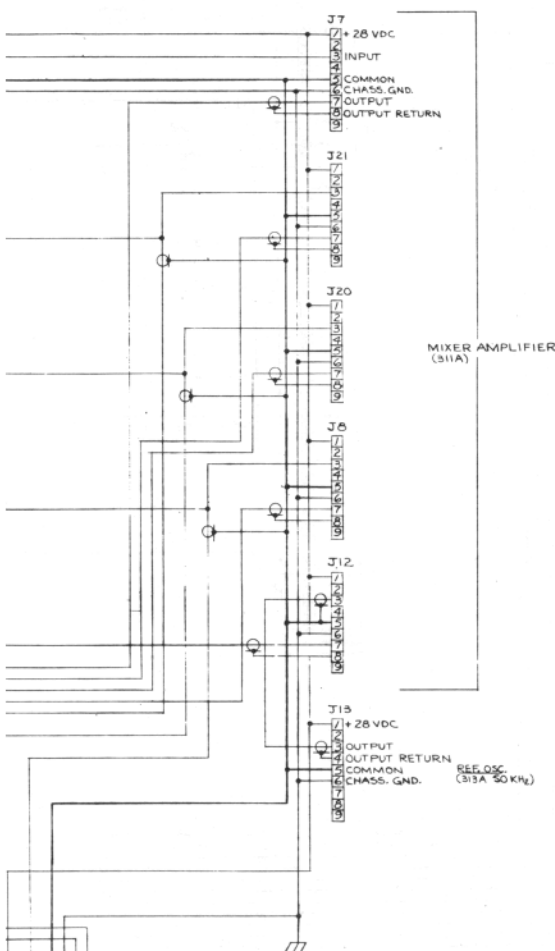 J7
1 + 28 VDC
2
3 INPUT
4
5 COMMON
6 CHASS. GND.
7 OUTPUT
8 OUTPUT RETURN
9
J21
1
2
3
4
5
6
7
8
9
J20
1
2
3
4
5
6
7
8
9
MIXER AMPLIFIER
(311A)
J8
1
2
3
4
5
6
7
8
9
J12
1
2
3
4
5
6
7
8
9
J13
1 + 28 VDC
2
3 OUTPUT
4 OUTPUT RETURN
5 COMMON
6 CHASS. GND.
7
8
9
REF. OSC.
(313A 50 KHz)